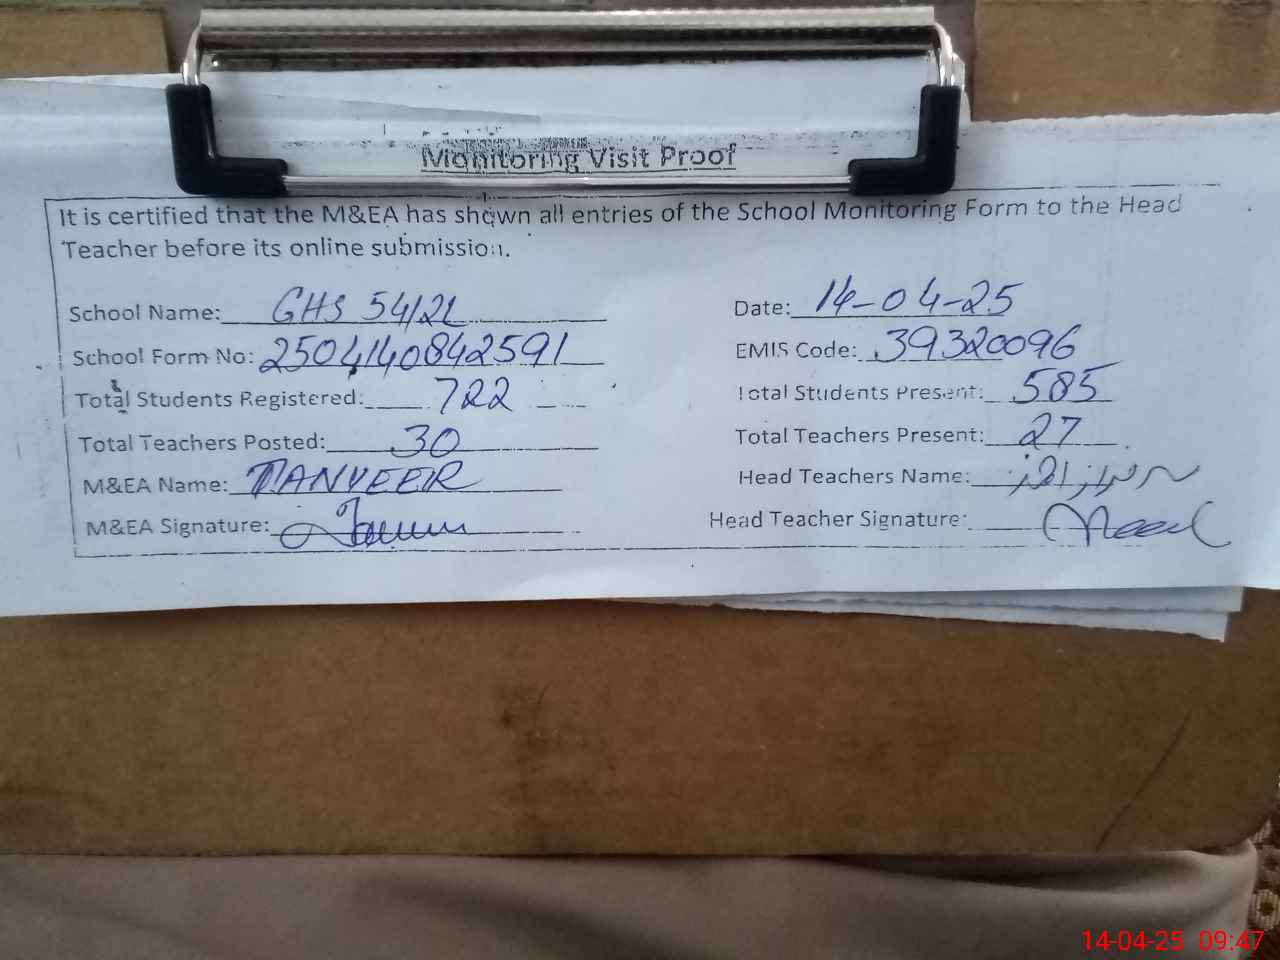 Monitoring Visit Proof
It is certified that the M&EA has shown all entries of the School Monitoring Form to the Head
Teacher before its online submission.
School Name: GHS 54/2L Date: 14-04-25
School Form No: 2504140842591 EMIS Code: 39320096
Total Students Registered: 722 Total Students Present: 585
Total Teachers Posted: 30 Total Teachers Present: 27
M&EA Name: TANVEER Head Teachers Name:
M&EA Signature: Head Teacher Signature:
14-04-25 09:47